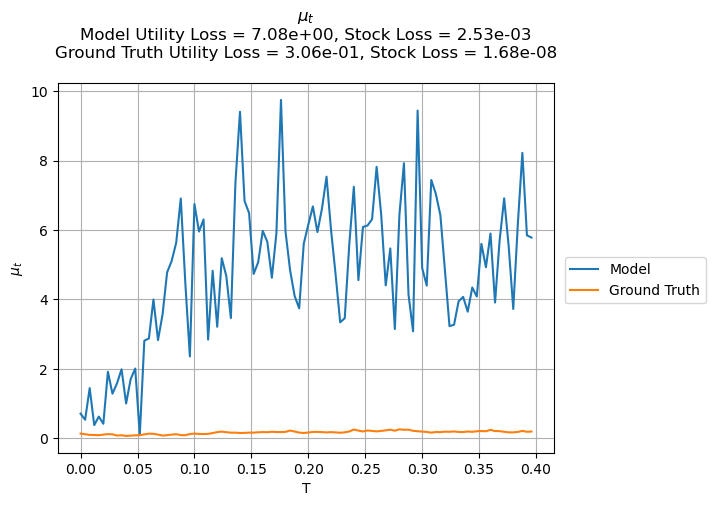 μₜ
Model Utility Loss = 7.08e+00, Stock Loss = 2.53e-03
Ground Truth Utility Loss = 3.06e-01, Stock Loss = 1.68e-08
10
8
6
4
2
0
μₜ
0.00 0.05 0.10 0.15 0.20 0.25 0.30 0.35 0.40
T
Model
Ground Truth